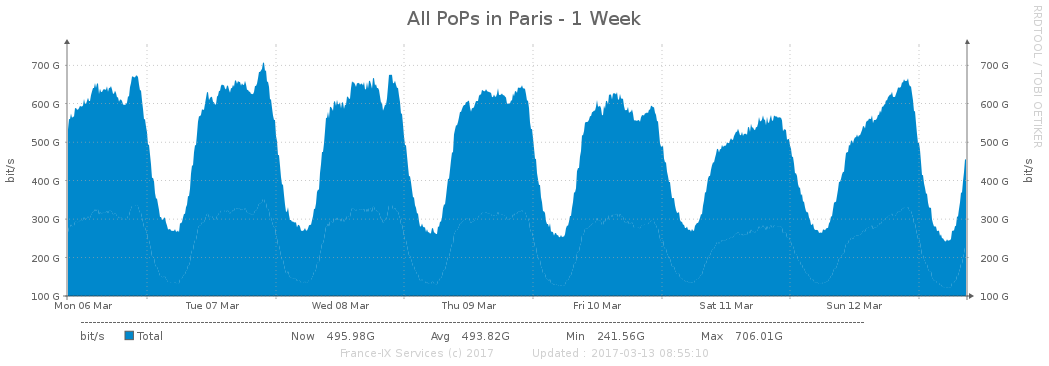 All PoPs in Paris - 1 Week
RRDTOOL / TOBI OETIKER
bit/s
700 G
600 G
500 G
400 G
300 G
200 G
100 G
700 G
600 G
500 G
400 G
300 G
200 G
100 G
bit/s
Mon 06 Mar Tue 07 Mar Wed 08 Mar Thu 09 Mar Fri 10 Mar Sat 11 Mar Sun 12 Mar
bit/s Total Now 495.98G Avg 493.82G Min 241.56G Max 706.01G
France-IX Services (c) 2017 Updated : 2017-03-13 08:55:10